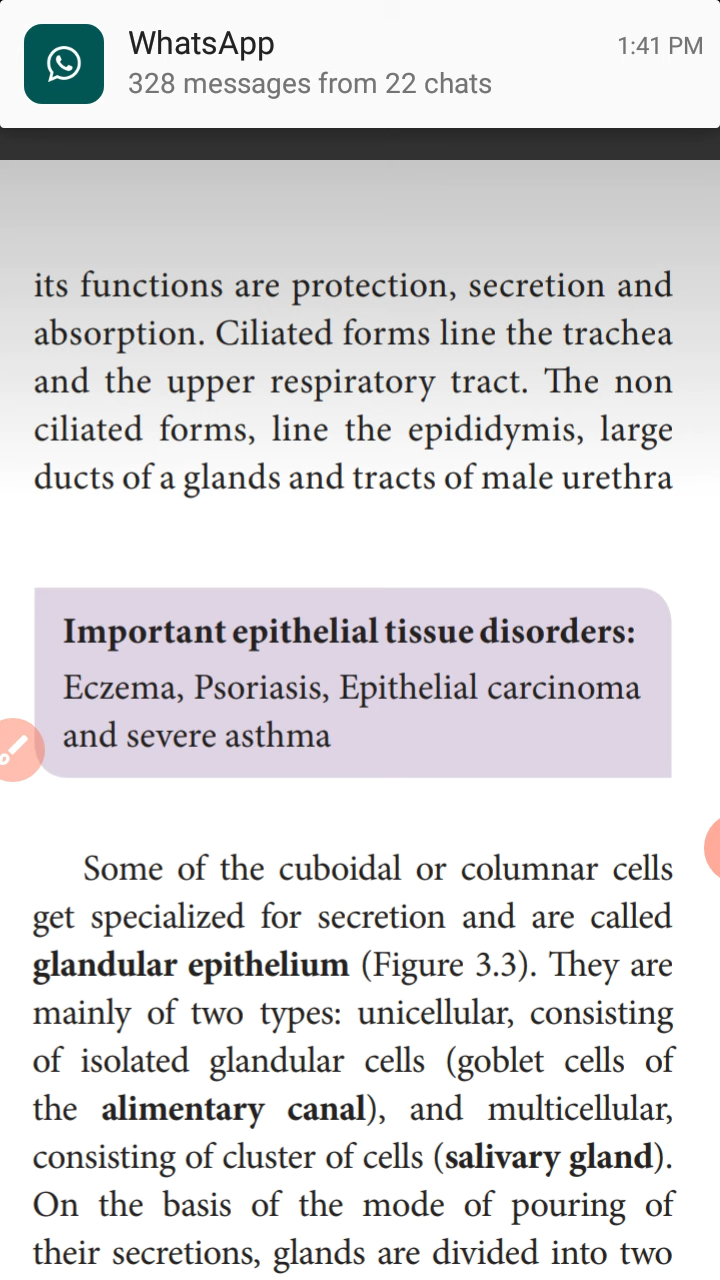 WhatsApp
1:41 PM
328 messages from 22 chats
its functions are protection, secretion and
absorption. Ciliated forms line the trachea
and the upper respiratory tract. The non
ciliated forms, line the epididymis, large
ducts of a glands and tracts of male urethra
Important epithelial tissue disorders:
Eczema, Psoriasis, Epithelial carcinoma
and severe asthma
Some of the cuboidal or columnar cells
get specialized for secretion and are called
glandular epithelium (Figure 3.3). They are
mainly of two types: unicellular, consisting
of isolated glandular cells (goblet cells of
the alimentary canal), and multicellular,
consisting of cluster of cells (salivary gland).
On the basis of the mode of pouring of
their secretions, glands are divided into two